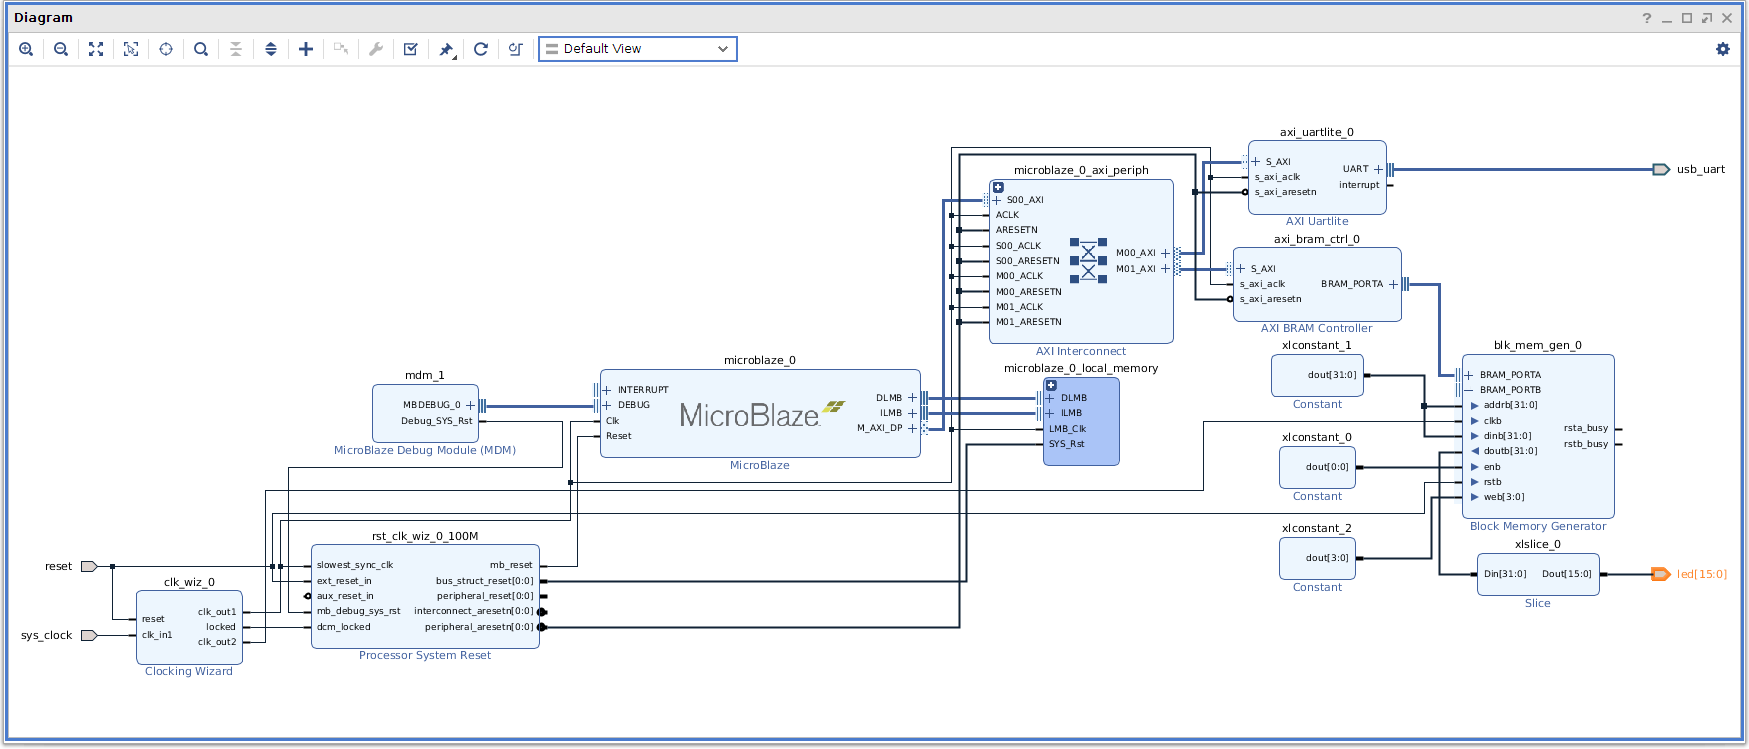 Diagram
? _
Default View
axi_uartlite_0
S_AXI
s_axi_aclk
s_axi_aresetn
UART
interrupt
AXI Uartlite
usb_uart
microblaze_0_axi_periph
S00_AXI
ACLK
ARESETN
S00_ACLK
S00_ARESETN
M00_ACLK
M00_ARESETN
M01_ACLK
M01_ARESETN
M00_AXI
M01_AXI
AXI Interconnect
axi_bram_ctrl_0
S_AXI
s_axi_aclk
s_axi_aresetn
BRAM_PORTA
AXI BRAM Controller
microblaze_0_local_memory
DLMB
ILMB
LMB_Clk
SYS_Rst
xlconstant_1
dout[31:0]
Constant
xlconstant_0
dout[0:0]
Constant
xlconstant_2
dout[3:0]
Constant
blk_mem_gen_0
BRAM_PORTA
BRAM_PORTB
addrb[31:0]
clkb
dinb[31:0]
doutb[31:0]
enb
rstb
web[3:0]
rsta_busy
rstb_busy
Block Memory Generator
xlslice_0
Din[31:0]
Dout[15:0]
Slice
led[15:0]
microblaze_0
INTERRUPT
DEBUG
Clk
Reset
MicroBlaze
DLMB
ILMB
M_AXI_DP
MicroBlaze
mdm_1
MBDEBUG_0
Debug_SYS_Rst
MicroBlaze Debug Module (MDM)
rst_clk_wiz_0_100M
slowest_sync_clk
ext_reset_in
aux_reset_in
mb_debug_sys_rst
dcm_locked
mb_reset
bus_struct_reset[0:0]
peripheral_reset[0:0]
interconnect_aresetn[0:0]
peripheral_aresetn[0:0]
Processor System Reset
reset
sys_clock
clk_wiz_0
reset
clk_in1
clk_out1
locked
clk_out2
Clocking Wizard